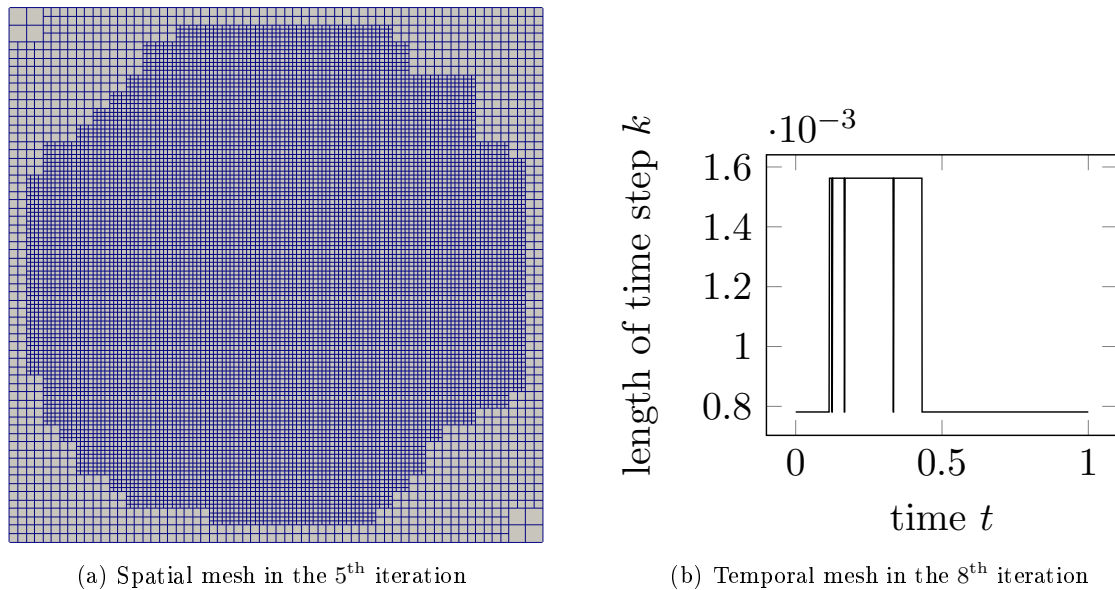 ·10⁻³
1.6
1.4
1.2
1
0.8
0
0.5
1
length of time step k
time t
(a) Spatial mesh in the 5ᵗʰ iteration
(b) Temporal mesh in the 8ᵗʰ iteration